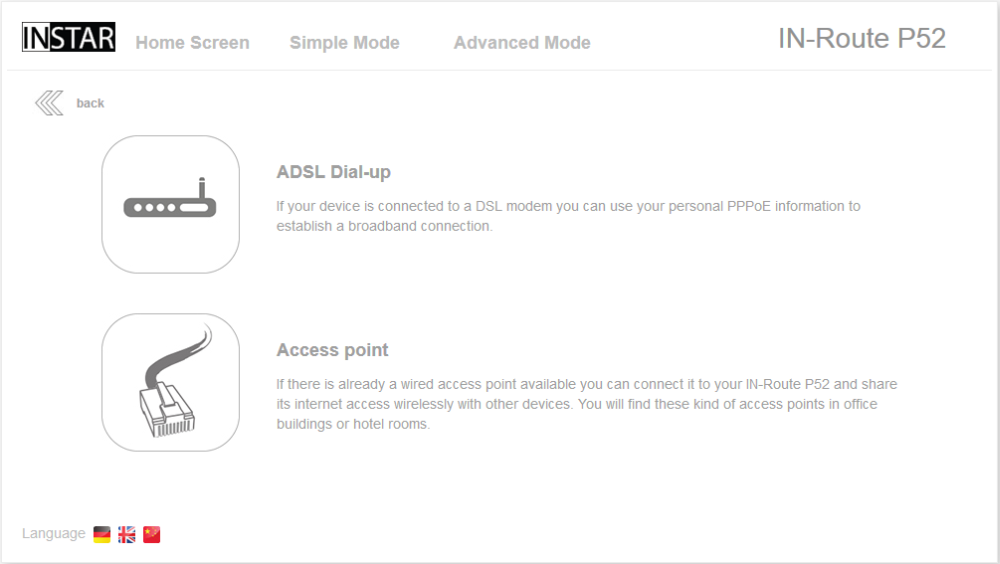 INSTAR Home Screen Simple Mode Advanced Mode IN-Route P52
back
ADSL Dial-up
If your device is connected to a DSL modem you can use your personal PPPoE information to
establish a broadband connection.
Access point
If there is already a wired access point available you can connect it to your IN-Route P52 and share
its internet access wirelessly with other devices. You will find these kind of access points in office
buildings or hotel rooms.
Language